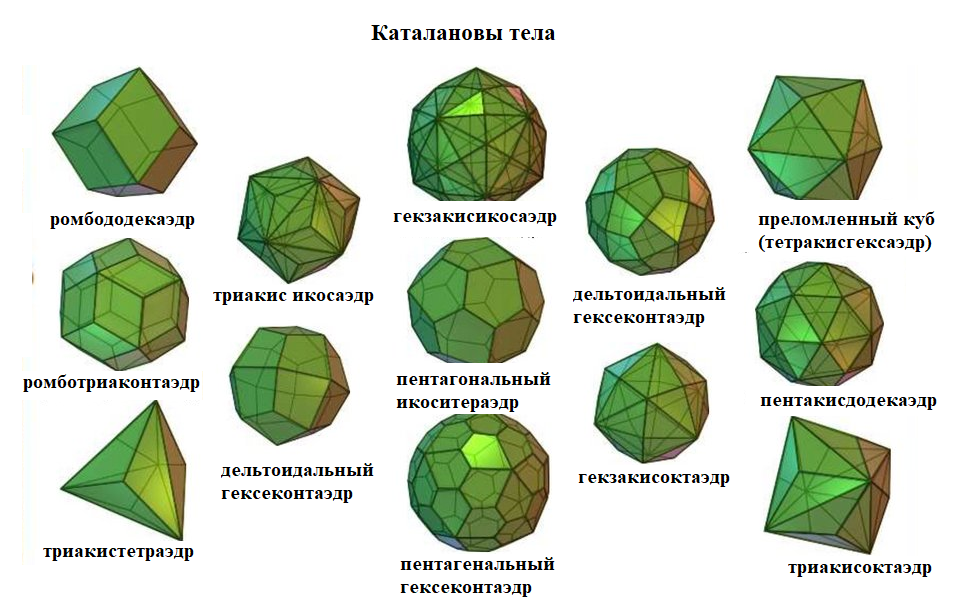 Каталановы тела
ромбододекаэдр
гекзакисикосаэдр
преломленный куб
(тетракисгексаэдр)
триакис икосаэдр
дельтоидальный
гексеконтаэдр
ромботриаконтаэдр
пентагональный
икоситераэдр
пентакисдодекаэдр
дельтоидальный
гексеконтаэдр
гекзакисоктаэдр
триакистетраэдр
пентагенальный
гексеконтаэдр
триакисоктаэдр